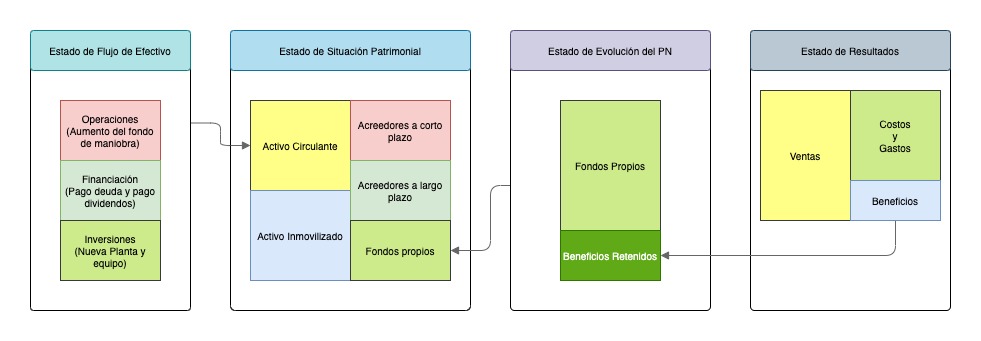 Estado de Flujo de Efectivo
Operaciones
(Aumento del fondo
de maniobra)
Financiación
(Pago deuda y pago
dividendos)
Inversiones
(Nueva Planta y
equipo)
Estado de Situación Patrimonial
Activo Circulante
Activo Inmovilizado
Acreedores a corto
plazo
Acreedores a largo
plazo
Fondos propios
Estado de Evolución del PN
Fondos Propios
Beneficios Retenidos
Estado de Resultados
Ventas
Costos
y
Gastos
Beneficios